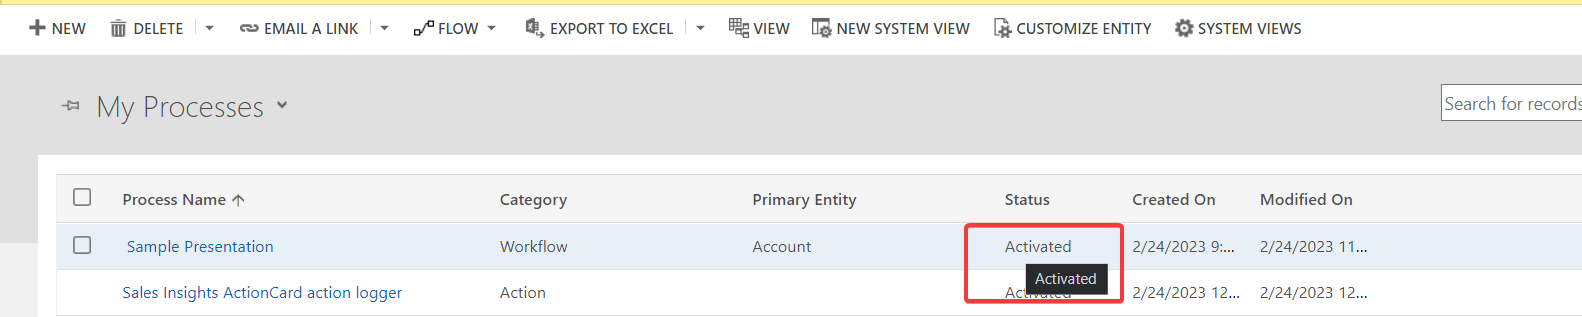 NEW DELETE EMAIL A LINK FLOW EXPORT TO EXCEL VIEW NEW SYSTEM VIEW CUSTOMIZE ENTITY SYSTEM VIEWS
My Processes
Search for records
Process Name Category Primary Entity Status Created On Modified On
Sample Presentation Workflow Account Activated 2/24/2023 9:... 2/24/2023 11...
Activated
Sales Insights ActionCard action logger Action Activated 2/24/2023 12... 2/24/2023 12...